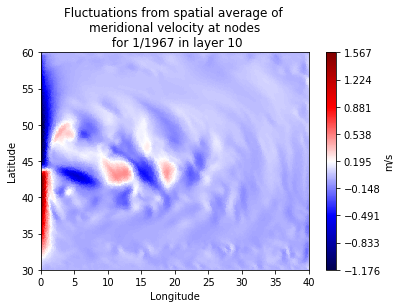 Fluctuations from spatial average of
meridional velocity at nodes
for 1/1967 in layer 10
60
55
50
45
40
35
30
Latitude
0 5 10 15 20 25 30 35 40
Longitude
1.567
1.224
0.881
0.538
0.195
−0.148
−0.491
−0.833
−1.176
m/s